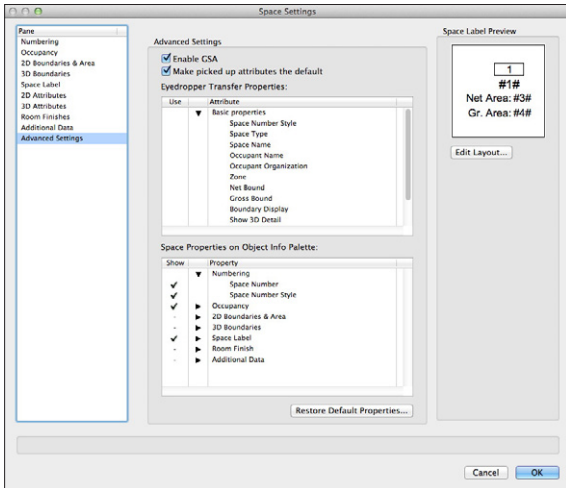 Space Settings
Pane
Numbering
Occupancy
2D Boundaries & Area
3D Boundaries
Space Label
2D Attributes
3D Attributes
Room Finishes
Additional Data
Advanced Settings
Advanced Settings
Enable GSA
Make picked up attributes the default
Eyedropper Transfer Properties:
Use Attribute
Basic properties
Space Number Style
Space Type
Space Name
Occupant Name
Occupant Organization
Zone
Net Bound
Gross Bound
Boundary Display
Show 3D Detail
Space Properties on Object Info Palette:
Show Property
Numbering
Space Number
Space Number Style
Occupancy
2D Boundaries & Area
3D Boundaries
Space Label
Room Finish
Additional Data
Restore Default Properties...
Space Label Preview
1
#1#
Net Area: #3#
Gr. Area: #4#
Edit Layout...
Cancel OK